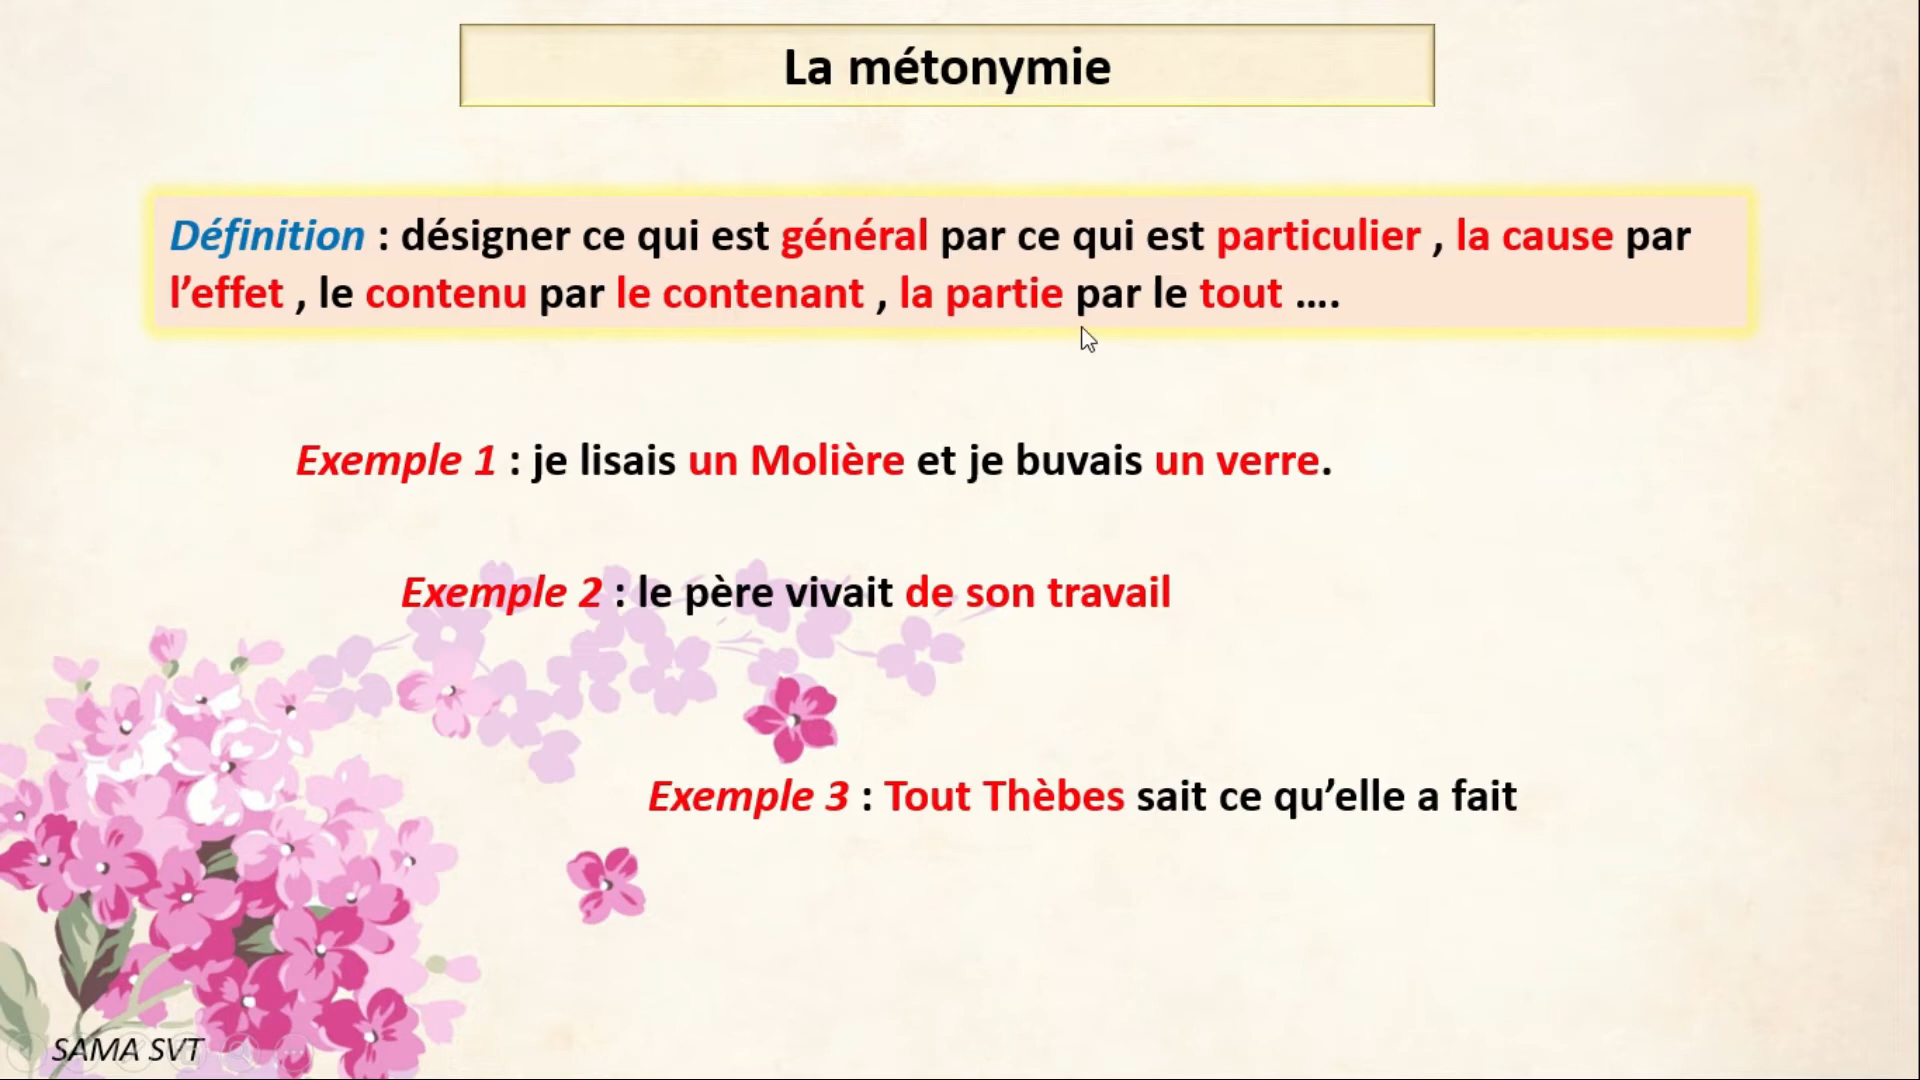 La métonymie
Définition : désigner ce qui est général par ce qui est particulier , la cause par
l’effet , le contenu par le contenant , la partie par le tout ….
Exemple 1 : je lisais un Molière et je buvais un verre.
Exemple 2 : le père vivait de son travail
Exemple 3 : Tout Thèbes sait ce qu’elle a fait
SAMA SVT